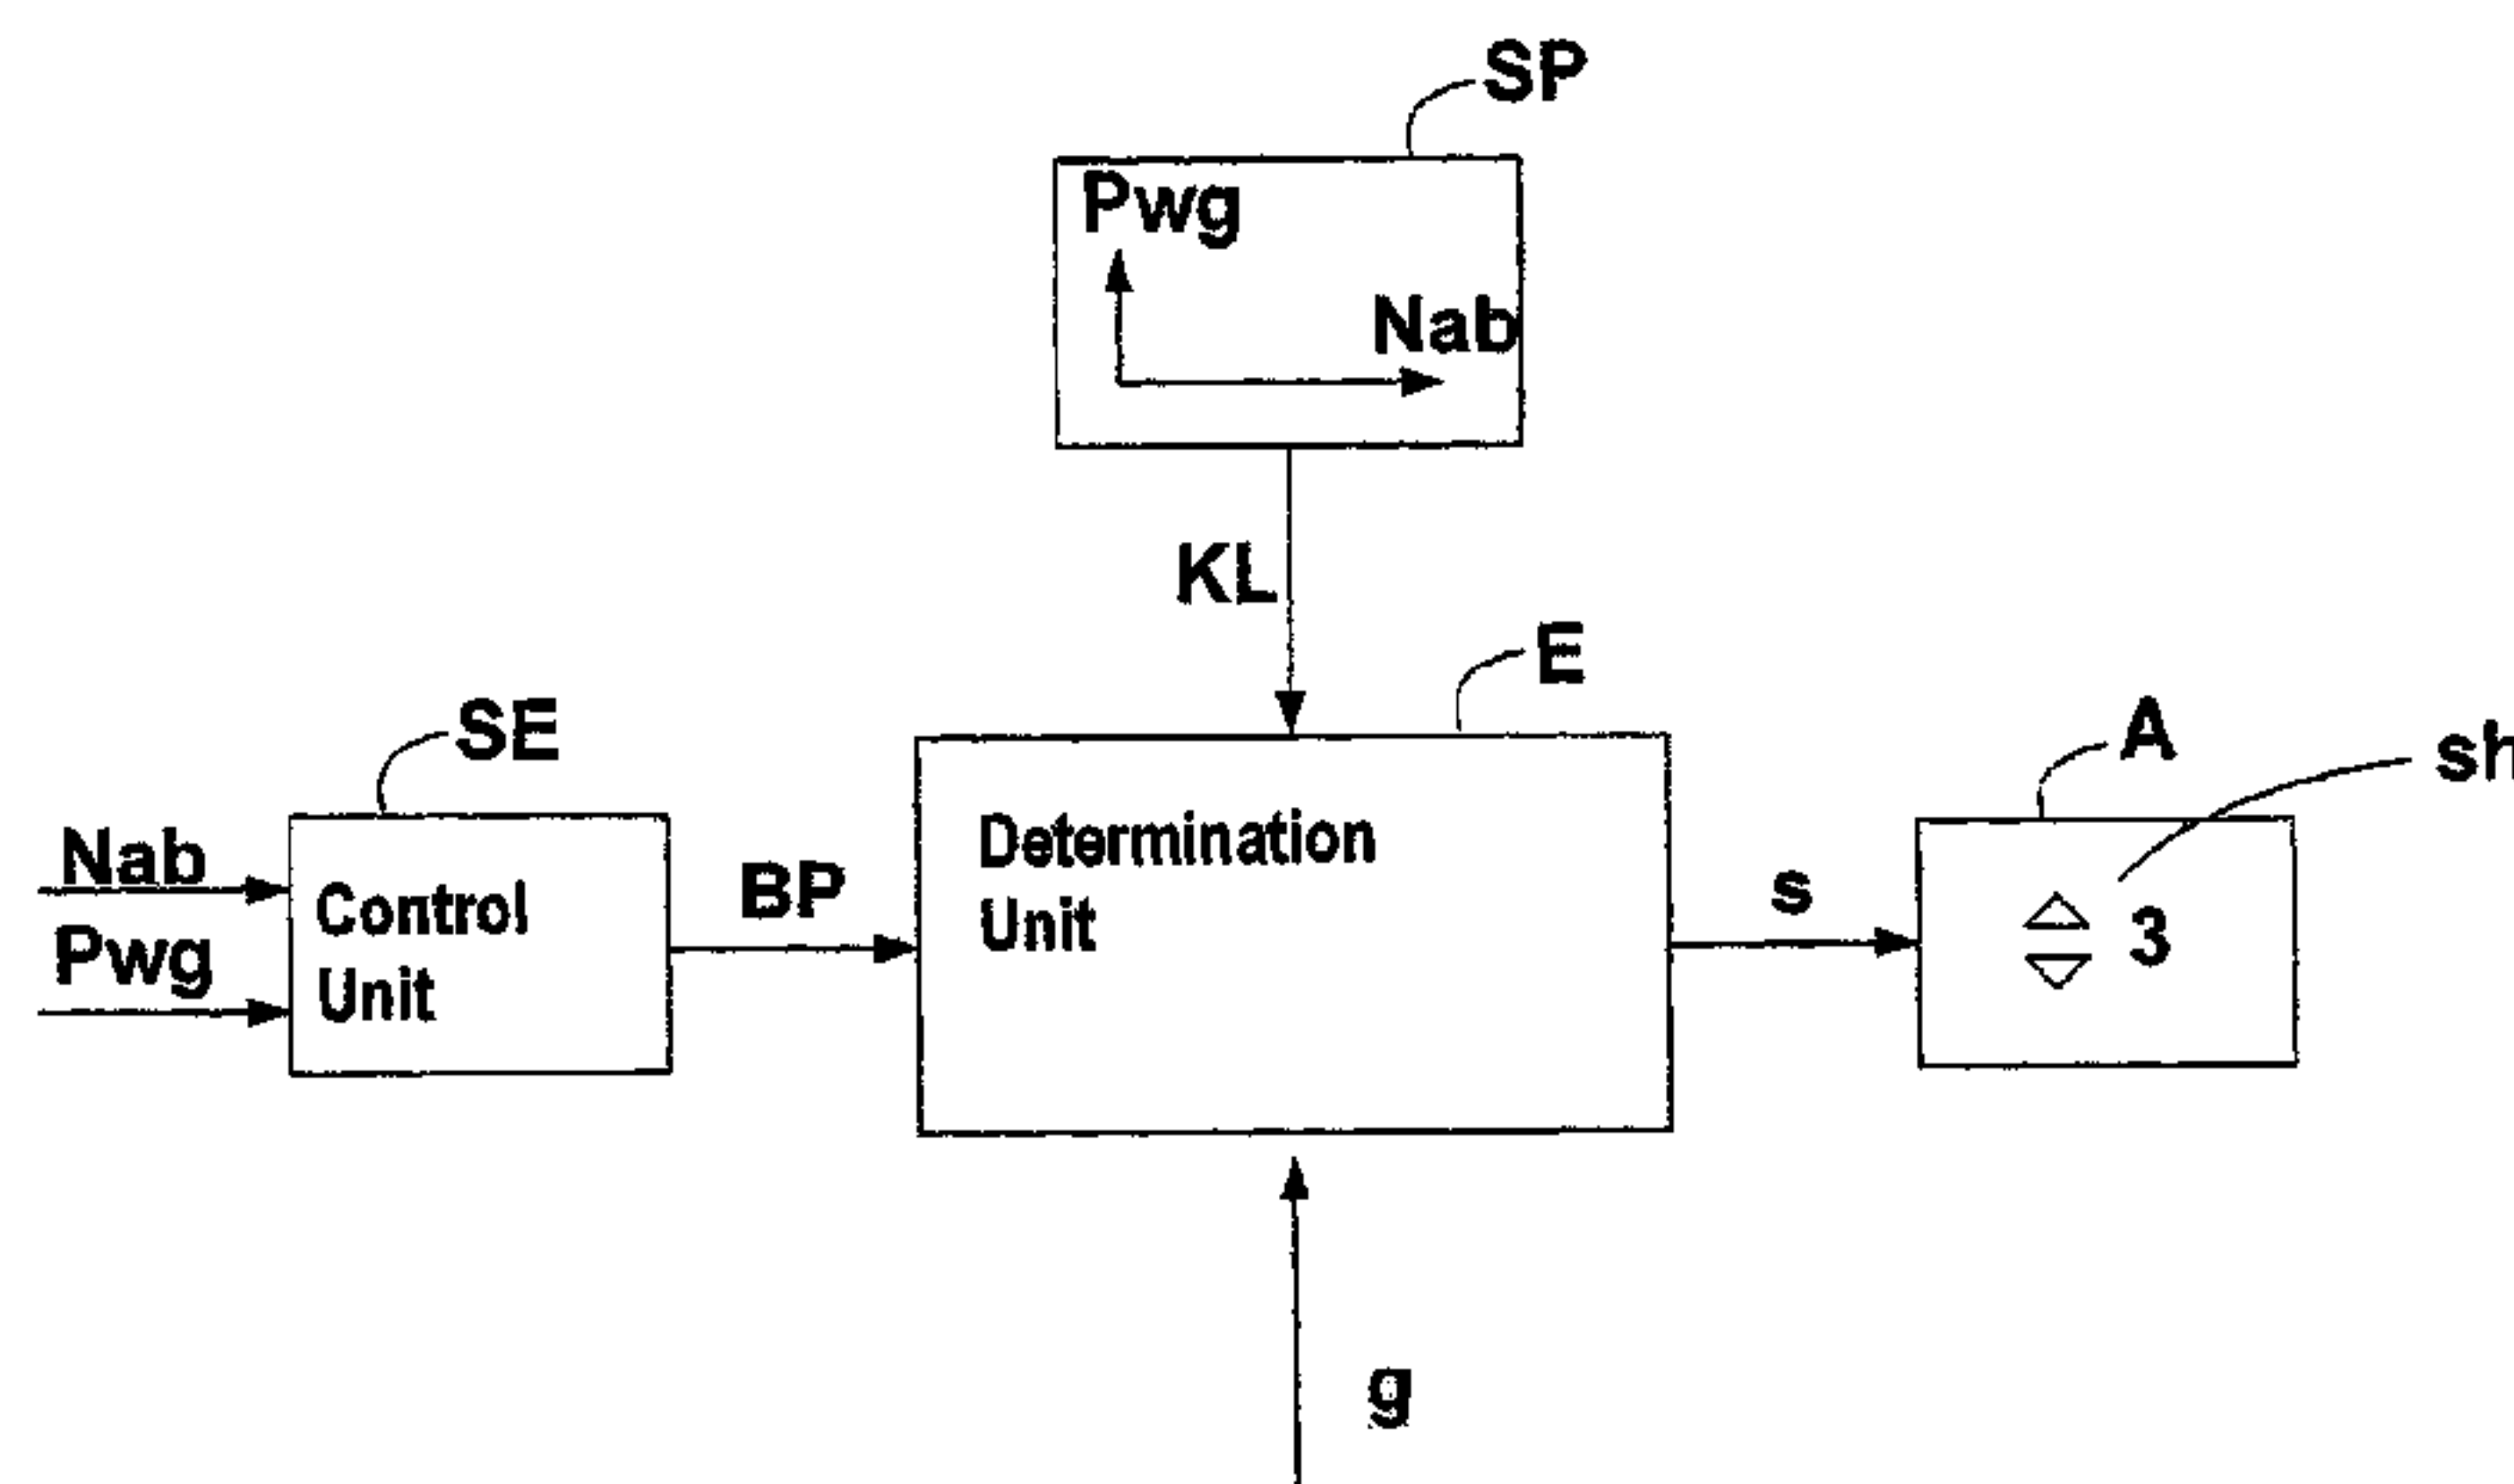 SP
Pwg
Nab
KL
E
SE
A
sh
Nab
Pwg
Control
Unit
BP
Determination
Unit
s
3
g